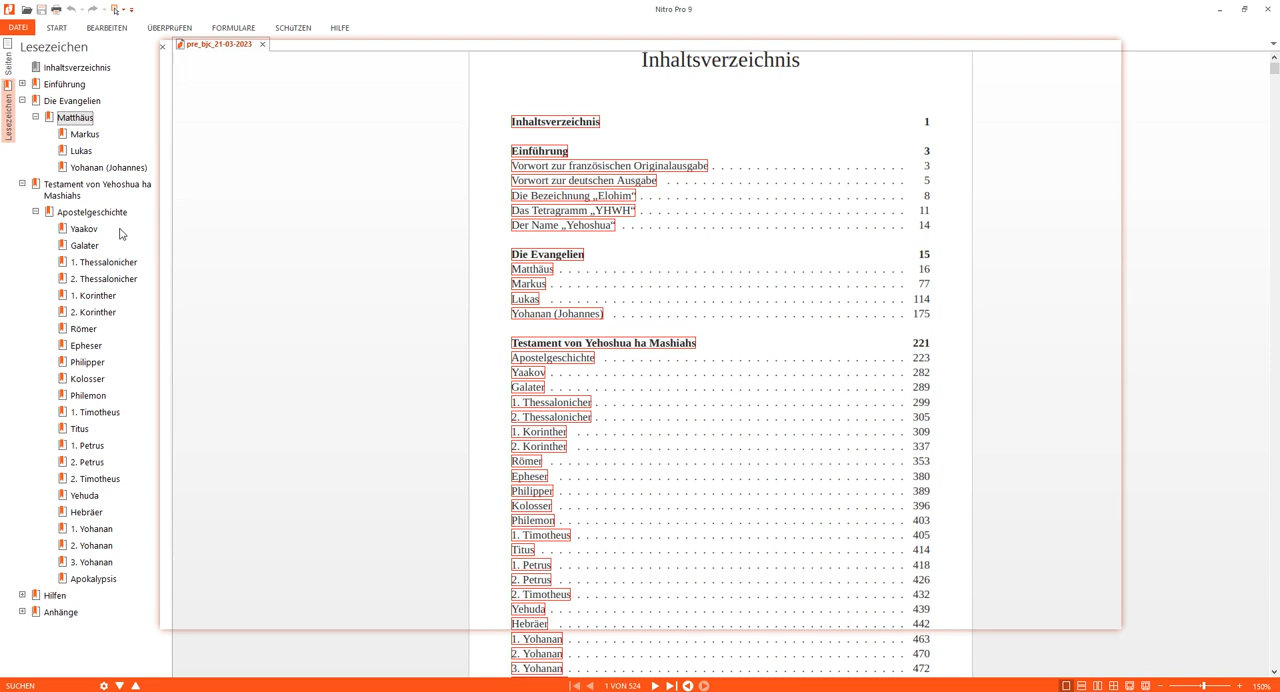 Nitro Pro 9
DATEI START BEARBEITEN ÜBERPRüFEN FORMULARE SCHüTZEN HILFE
Seiten
Lesezeichen
Lesezeichen
Inhaltsverzeichnis
Einführung
Die Evangelien
Matthäus
Markus
Lukas
Yohanan (Johannes)
Testament von Yehoshua ha
Mashiahs
Apostelgeschichte
Yaakov
Galater
1. Thessalonicher
2. Thessalonicher
1. Korinther
2. Korinther
Römer
Epheser
Philipper
Kolosser
Philemon
1. Timotheus
Titus
1. Petrus
2. Petrus
2. Timotheus
Yehuda
Hebräer
1. Yohanan
2. Yohanan
3. Yohanan
Apokalypsis
Hilfen
Anhänge
pre_bjc_21-03-2023
Inhaltsverzeichnis
Inhaltsverzeichnis 1
Einführung 3
Vorwort zur französischen Originalausgabe . . . . . . . . . . . . . . . . . . . . 3
Vorwort zur deutschen Ausgabe . . . . . . . . . . . . . . . . . . . . . . . . 5
Die Bezeichnung „Elohim“ . . . . . . . . . . . . . . . . . . . . . . . . . . 8
Das Tetragramm „YHWH“ . . . . . . . . . . . . . . . . . . . . . . . . . . 11
Der Name „Yehoshua“ . . . . . . . . . . . . . . . . . . . . . . . . . . . . 14
Die Evangelien 15
Matthäus . . . . . . . . . . . . . . . . . . . . . . . . . . . . . . . . . 16
Markus . . . . . . . . . . . . . . . . . . . . . . . . . . . . . . . . . . 77
Lukas . . . . . . . . . . . . . . . . . . . . . . . . . . . . . . . . . . 114
Yohanan (Johannes) . . . . . . . . . . . . . . . . . . . . . . . . . . . . 175
Testament von Yehoshua ha Mashiahs 221
Apostelgeschichte . . . . . . . . . . . . . . . . . . . . . . . . . . . . 223
Yaakov . . . . . . . . . . . . . . . . . . . . . . . . . . . . . . . . . 282
Galater . . . . . . . . . . . . . . . . . . . . . . . . . . . . . . . . . 289
1. Thessalonicher . . . . . . . . . . . . . . . . . . . . . . . . . . . . 299
2. Thessalonicher . . . . . . . . . . . . . . . . . . . . . . . . . . . . 305
1. Korinther . . . . . . . . . . . . . . . . . . . . . . . . . . . . . . 309
2. Korinther . . . . . . . . . . . . . . . . . . . . . . . . . . . . . . 337
Römer . . . . . . . . . . . . . . . . . . . . . . . . . . . . . . . . . 353
Epheser . . . . . . . . . . . . . . . . . . . . . . . . . . . . . . . . 380
Philipper . . . . . . . . . . . . . . . . . . . . . . . . . . . . . . . 389
Kolosser . . . . . . . . . . . . . . . . . . . . . . . . . . . . . . . 396
Philemon . . . . . . . . . . . . . . . . . . . . . . . . . . . . . . . 403
1. Timotheus . . . . . . . . . . . . . . . . . . . . . . . . . . . . . . 405
Titus . . . . . . . . . . . . . . . . . . . . . . . . . . . . . . . . . 414
1. Petrus . . . . . . . . . . . . . . . . . . . . . . . . . . . . . . . 418
2. Petrus . . . . . . . . . . . . . . . . . . . . . . . . . . . . . . . 426
2. Timotheus . . . . . . . . . . . . . . . . . . . . . . . . . . . . . . 432
Yehuda . . . . . . . . . . . . . . . . . . . . . . . . . . . . . . . . 439
Hebräer . . . . . . . . . . . . . . . . . . . . . . . . . . . . . . . . 442
1. Yohanan . . . . . . . . . . . . . . . . . . . . . . . . . . . . . . . 463
2. Yohanan . . . . . . . . . . . . . . . . . . . . . . . . . . . . . . . 470
3. Yohanan . . . . . . . . . . . . . . . . . . . . . . . . . . . . . . . 472
SUCHEN 1 VON 524 150%